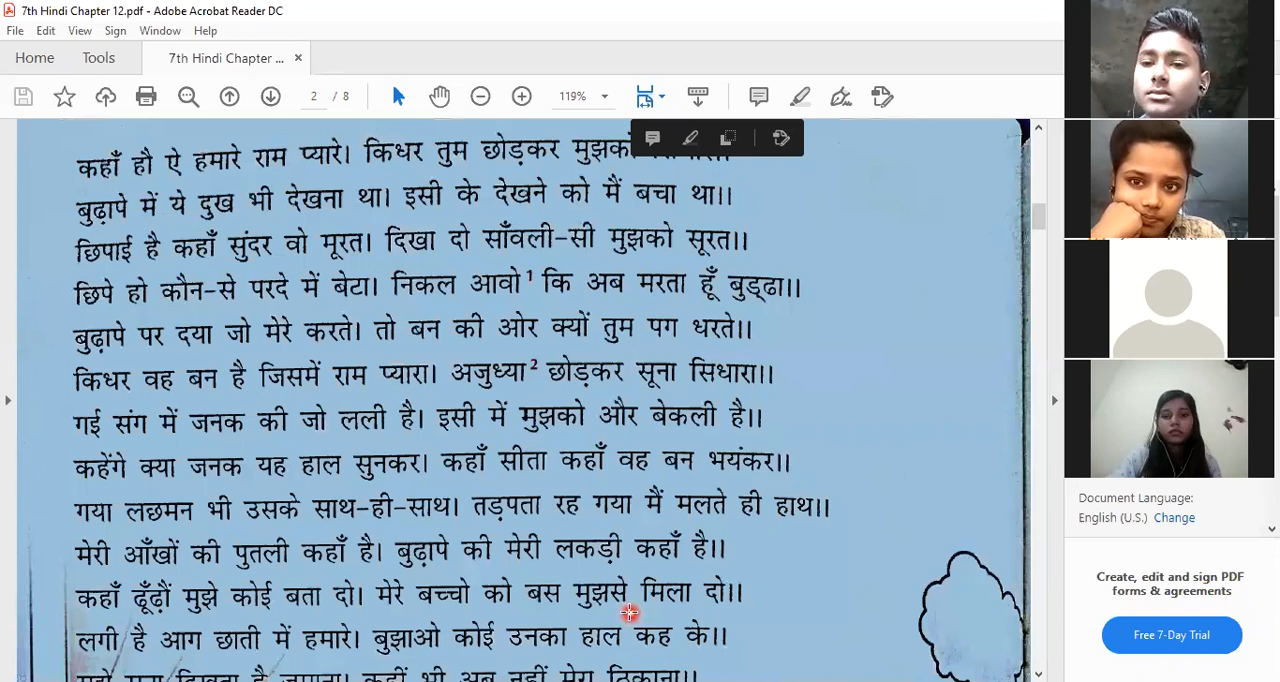 7th Hindi Chapter 12.pdf - Adobe Acrobat Reader DC
File Edit View Sign Window Help
Home Tools 7th Hindi Chapter ... ×
2 / 8 119%
कहाँ हौ ऐ हमारे राम प्यारे। किधर तुम छोड़कर मुझको
बुढ़ापे में ये दुख भी देखना था। इसी के देखने को मैं बचा था।।
छिपाई है कहाँ सुंदर वो मूरत। दिखा दो साँवली-सी मुझको सूरत।।
छिपे हो कौन-से परदे में बेटा। निकल आवो¹ कि अब मरता हूँ बुड्ढा।।
बुढ़ापे पर दया जो मेरे करते। तो बन की ओर क्यों तुम पग धरते।।
किधर वह बन है जिसमें राम प्यारा। अजुध्या² छोड़कर सूना सिधारा।।
गई संग में जनक की जो लली है। इसी में मुझको और बेकली है।।
कहेंगे क्या जनक यह हाल सुनकर। कहाँ सीता कहाँ वह बन भयंकर।।
गया लछमन भी उसके साथ-ही-साथ। तड़पता रह गया मैं मलते ही हाथ।।
मेरी आँखों की पुतली कहाँ है। बुढ़ापे की मेरी लकड़ी कहाँ है।।
कहाँ ढूँढ़ौं मुझे कोई बता दो। मेरे बच्चो को बस मुझसे मिला दो।।
लगी है आग छाती में हमारे। बुझाओ कोई उनका हाल कह के।।
है कहीं भी अब नहीं मेरा ठिकाना।।
Document Language:
English (U.S.) Change
Create, edit and sign PDF
forms & agreements
Free 7-Day Trial